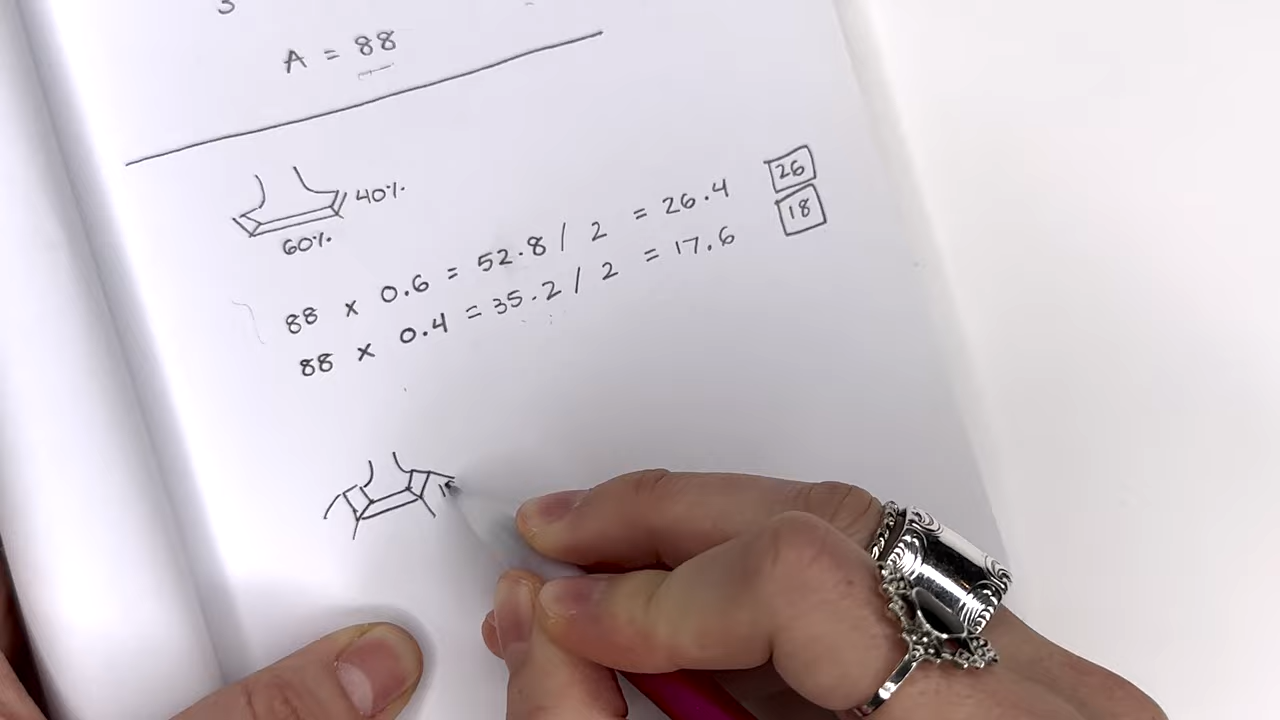 A = 88
40%
60%
88 x 0.6 = 52.8 / 2 = 26.4 26
88 x 0.4 = 35.2 / 2 = 17.6 18